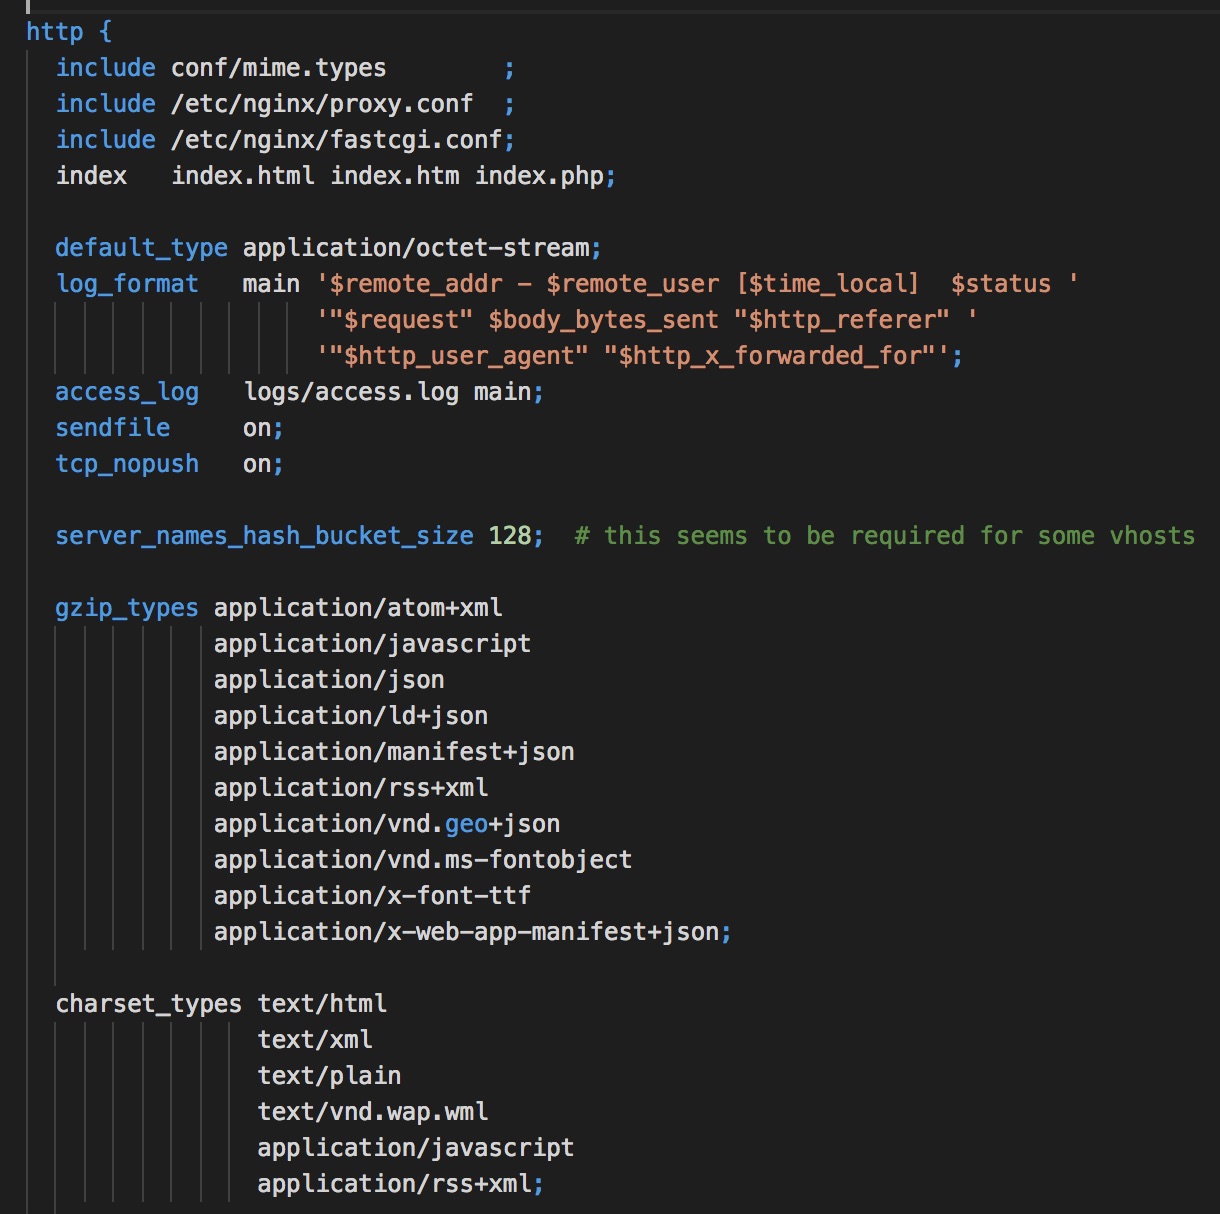 http {
  include conf/mime.types        ;
  include /etc/nginx/proxy.conf  ;
  include /etc/nginx/fastcgi.conf;
  index   index.html index.htm index.php;

  default_type application/octet-stream;
  log_format   main '$remote_addr - $remote_user [$time_local]  $status '
                    '"$request" $body_bytes_sent "$http_referer" '
                    '"$http_user_agent" "$http_x_forwarded_for"';
  access_log   logs/access.log main;
  sendfile     on;
  tcp_nopush   on;

  server_names_hash_bucket_size 128;  # this seems to be required for some vhosts

  gzip_types application/atom+xml
             application/javascript
             application/json
             application/ld+json
             application/manifest+json
             application/rss+xml
             application/vnd.geo+json
             application/vnd.ms-fontobject
             application/x-font-ttf
             application/x-web-app-manifest+json;

  charset_types text/html
                text/xml
                text/plain
                text/vnd.wap.wml
                application/javascript
                application/rss+xml;